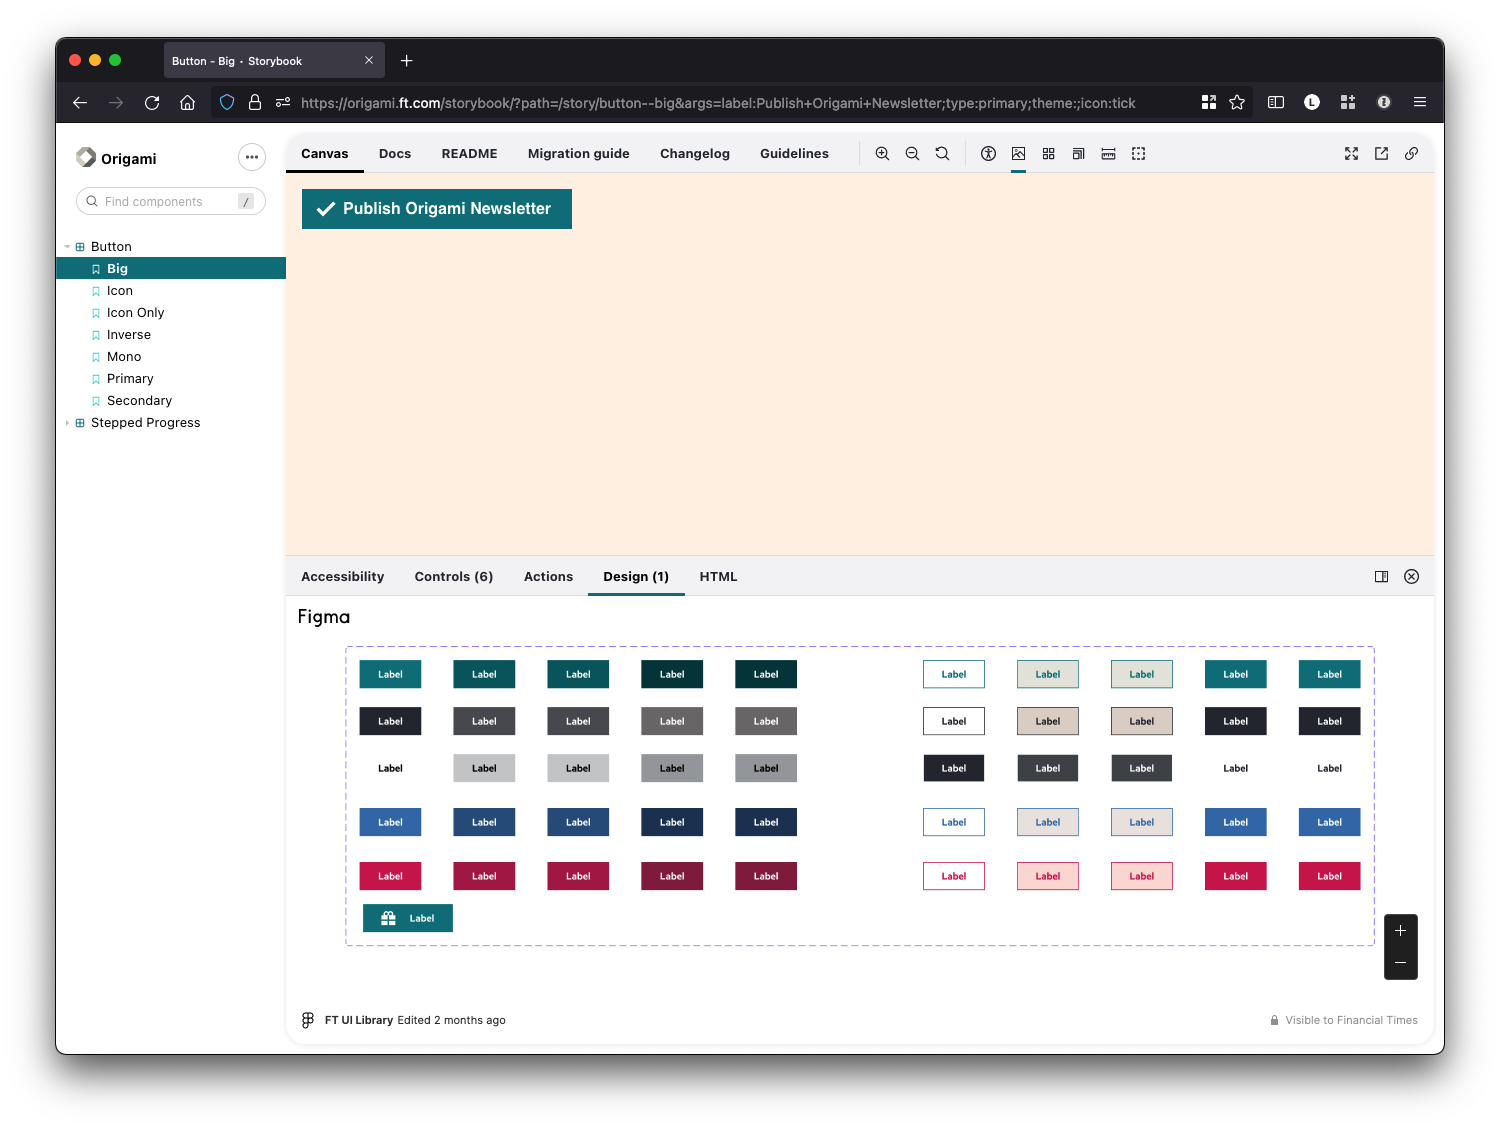 Button - Big • Storybook
https://origami.ft.com/storybook/?path=/story/button--big&args=label:Publish+Origami+Newsletter;type:primary;theme:;icon:tick
L
Origami
Find components /
Button
Big
Icon
Icon Only
Inverse
Mono
Primary
Secondary
Stepped Progress
Canvas Docs README Migration guide Changelog Guidelines
Publish Origami Newsletter
Accessibility Controls (6) Actions Design (1) HTML
Figma
Label Label Label Label Label Label Label Label Label Label
Label Label Label Label Label Label Label Label Label Label
Label Label Label Label Label Label Label Label Label Label
Label Label Label Label Label Label Label Label Label Label
Label Label Label Label Label Label Label Label Label Label
Label
FT UI Library Edited 2 months ago
Visible to Financial Times